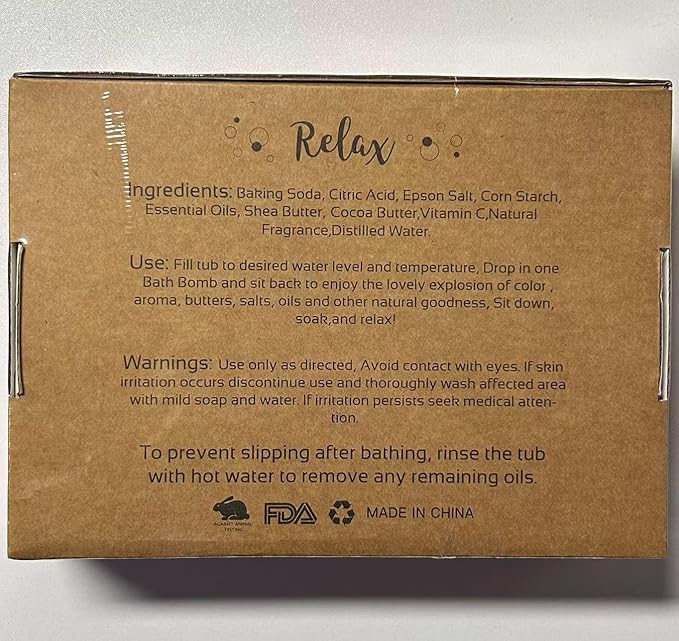 Relax
Ingredients: Baking Soda, Citric Acid, Epson Salt, Corn Starch,
Essential Oils, Shea Butter, Cocoa Butter,Vitamin C,Natural
Fragrance,Distilled Water.
Use: Fill tub to desired water level and temperature, Drop in one
Bath Bomb and sit back to enjoy the lovely explosion of color ,
aroma, butters, salts, oils and other natural goodness, Sit down,
soak,and relax!
Warnings: Use only as directed, Avoid contact with eyes. If skin
irritation occurs discontinue use and thoroughly wash affected area
with mild soap and water. If irritation persists seek medical atten-
tion.
To prevent slipping after bathing, rinse the tub
with hot water to remove any remaining oils.
AGAINST ANIMAL
TESTING
FDA
MADE IN CHINA